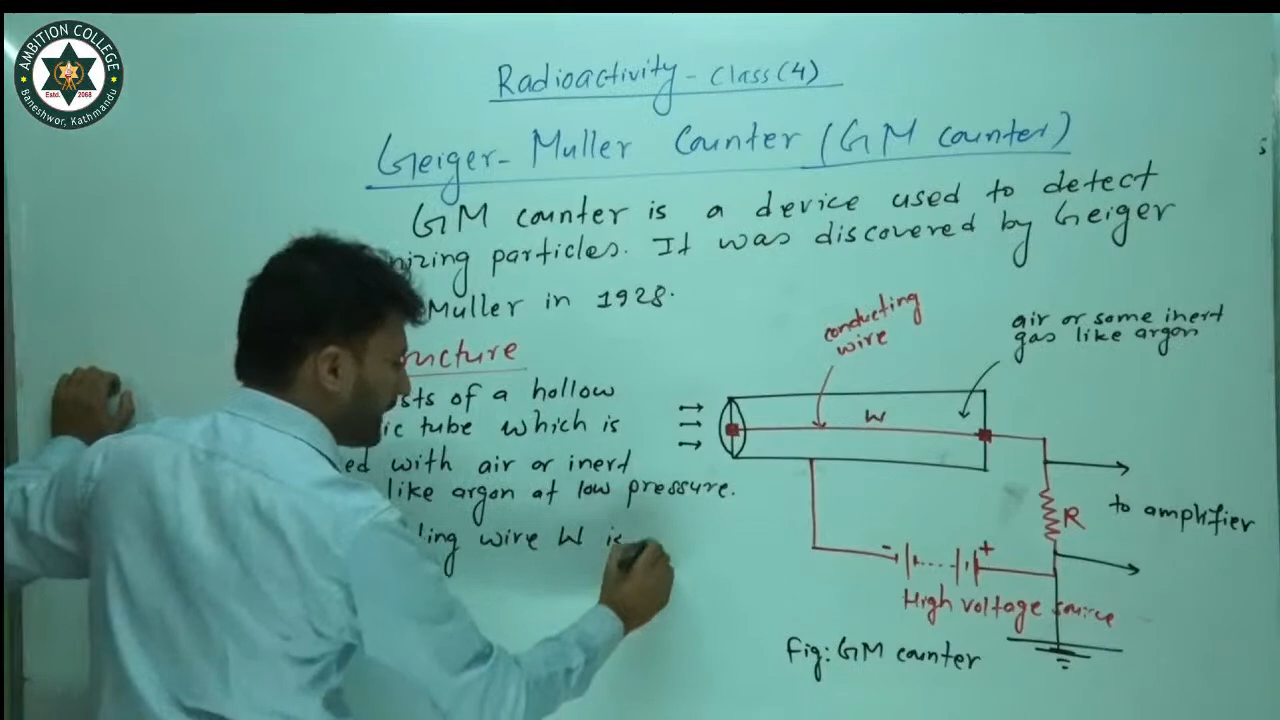 AMBITION COLLEGE
Estd. 2068
Baneshwor, Kathmandu
Radioactivity - Class (4)
Geiger-Muller Counter (GM counter)
GM counter is a device used to detect
nizing particles. It was discovered by Geiger
Muller in 1928.
ructure
sts of a hollow
ic tube which is
ed with air or inert
like argon at low pressure.
ling wire W is
conducting
wire
air or some inert
gas like argon
W
R
to amplifier
- +
High voltage source
Fig: GM counter